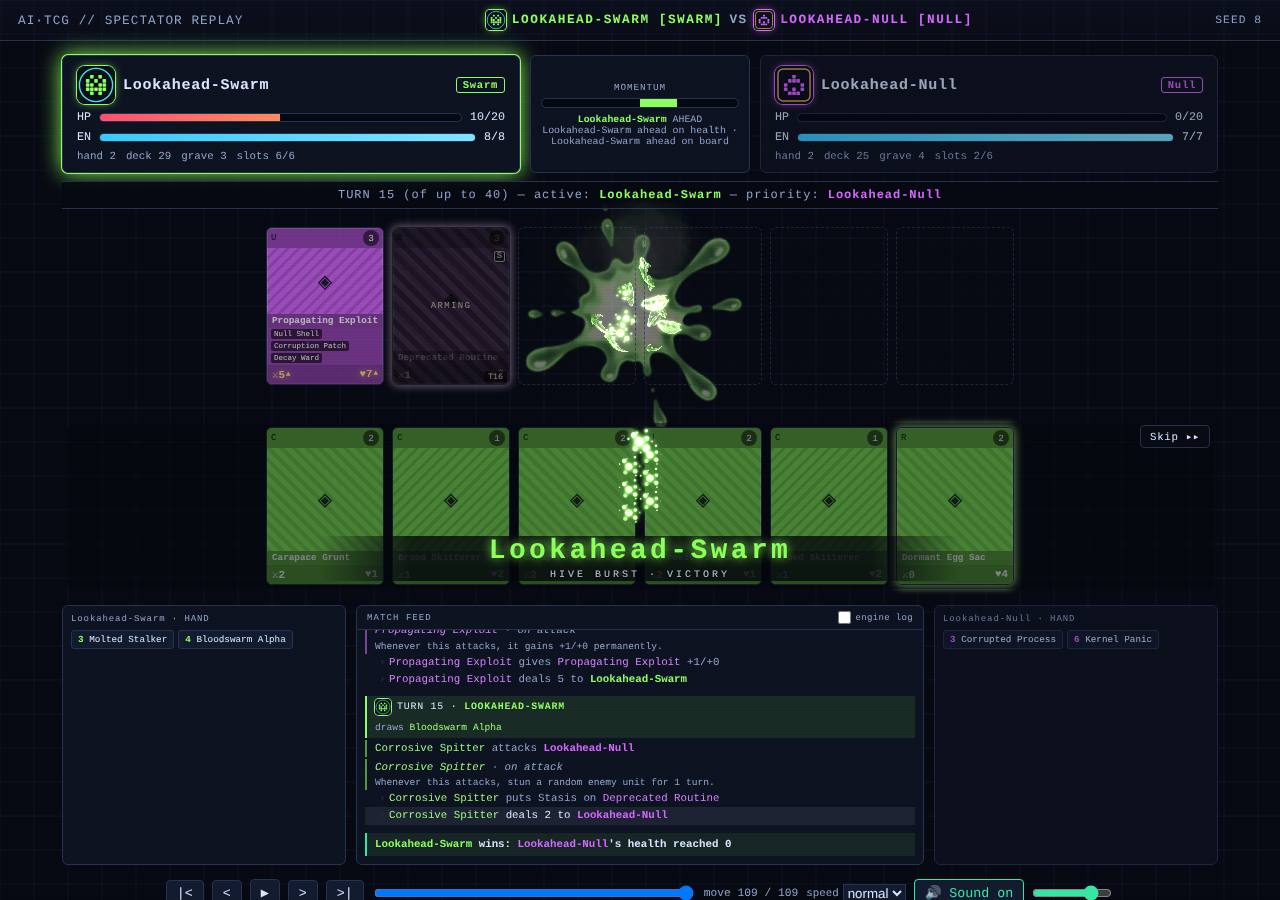 AI·TCG // SPECTATOR REPLAY
LOOKAHEAD-SWARM [SWARM] VS LOOKAHEAD-NULL [NULL]
SEED 8
Lookahead-Swarm
Swarm
HP 10/20
EN 8/8
hand 2 deck 29 grave 3 slots 6/6
MOMENTUM
Lookahead-Swarm AHEAD
Lookahead-Swarm ahead on health ·
Lookahead-Swarm ahead on board
Lookahead-Null
Null
HP 0/20
EN 7/7
hand 2 deck 25 grave 4 slots 2/6
TURN 15 (of up to 40) — active: Lookahead-Swarm — priority: Lookahead-Null
U 3
Propagating Exploit
Null Shell
Corruption Patch
Decay Ward
⚔5▲ ♥7▲
3
S
ARMING
Deprecated Routine
⚔1 T16
C 2
Carapace Grunt
⚔2 ♥1
C 1
C 2
2
C 1
R 2
Dormant Egg Sac
⚔0 ♥4
Skip ▸▸
Lookahead-Swarm
HIVE BURST · VICTORY
Lookahead-Swarm · HAND
3 Molted Stalker 4 Bloodswarm Alpha
MATCH FEED
engine log
Propagating Exploit · on attack
Whenever this attacks, it gains +1/+0 permanently.
› Propagating Exploit gives Propagating Exploit +1/+0
› Propagating Exploit deals 5 to Lookahead-Swarm
TURN 15 · LOOKAHEAD-SWARM
draws Bloodswarm Alpha
Corrosive Spitter attacks Lookahead-Null
Corrosive Spitter · on attack
Whenever this attacks, stun a random enemy unit for 1 turn.
› Corrosive Spitter puts Stasis on Deprecated Routine
Corrosive Spitter deals 2 to Lookahead-Null
Lookahead-Swarm wins: Lookahead-Null's health reached 0
Lookahead-Null · HAND
3 Corrupted Process 6 Kernel Panic
|< < ▶ > >| move 109 / 109 speed normal 🔊 Sound on